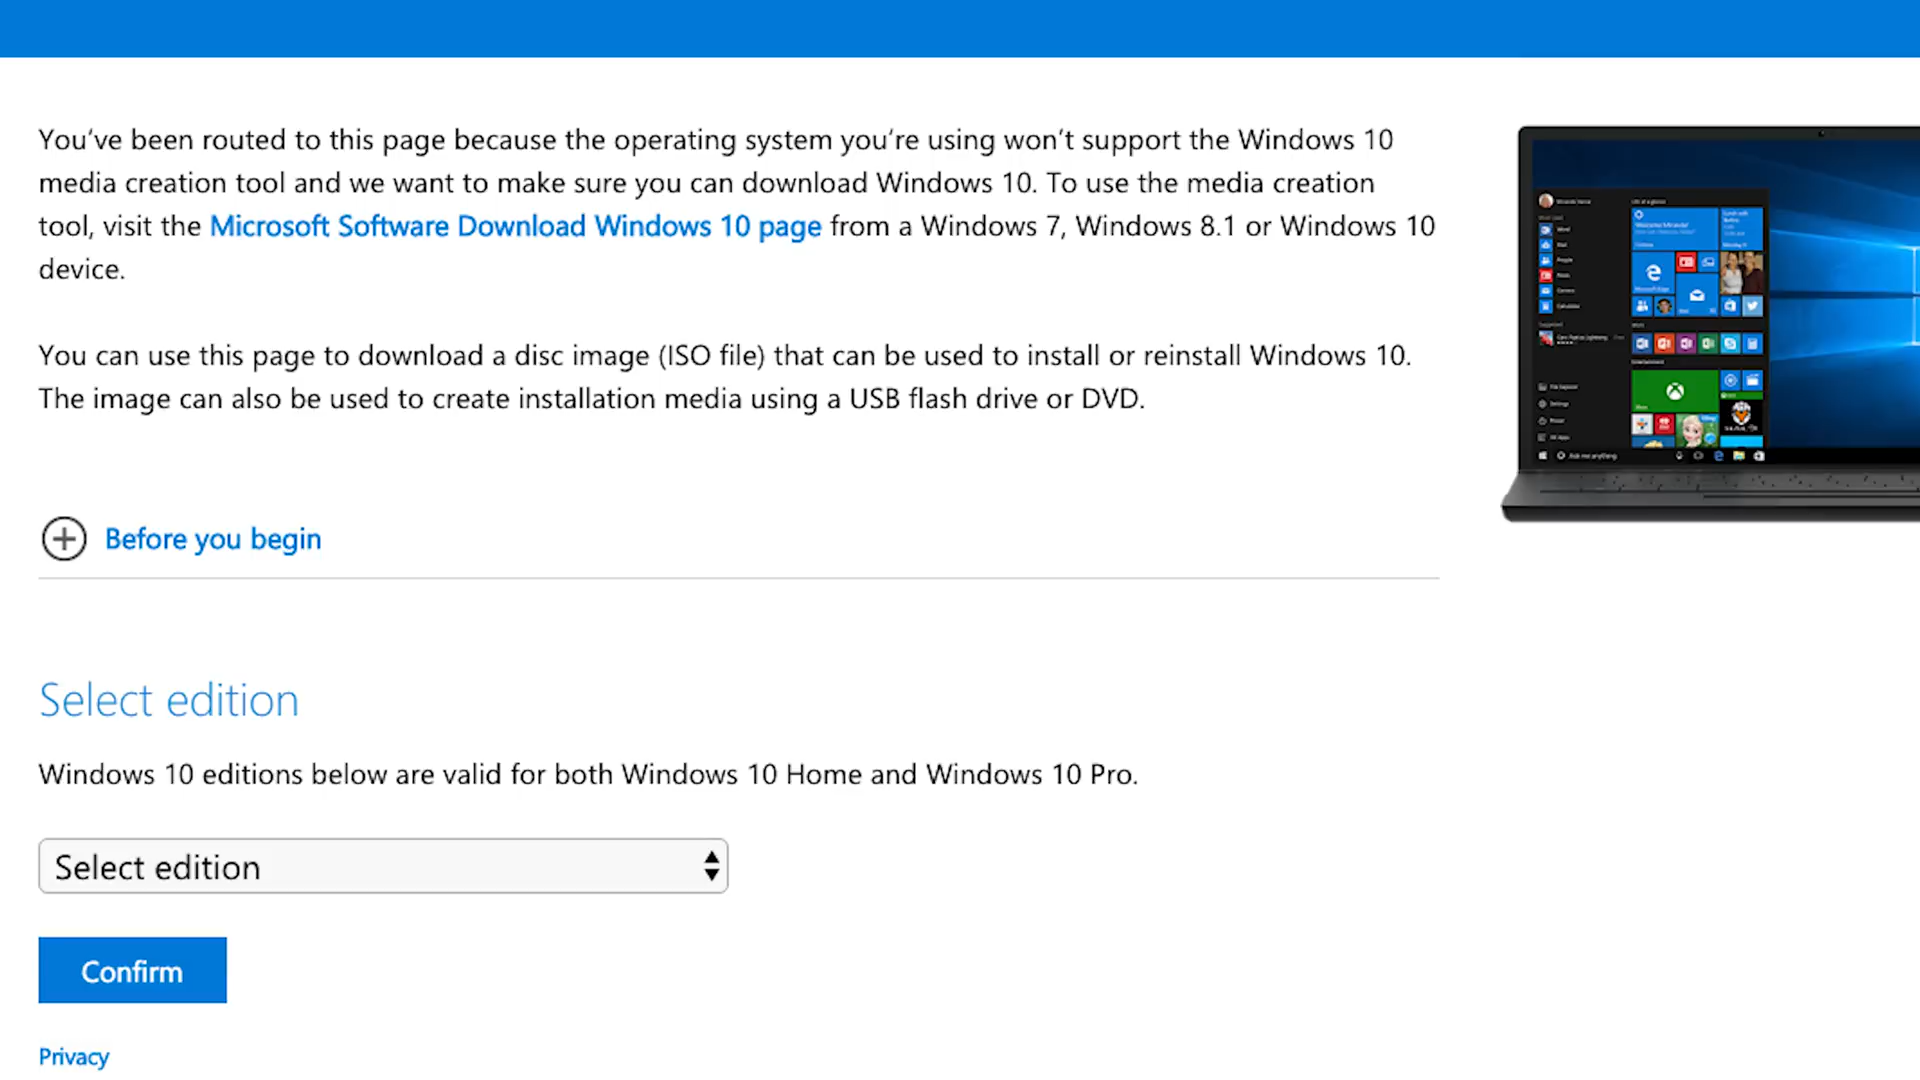 You've been routed to this page because the operating system you're using won't support the Windows 10
media creation tool and we want to make sure you can download Windows 10. To use the media creation
tool, visit the Microsoft Software Download Windows 10 page from a Windows 7, Windows 8.1 or Windows 10
device.
You can use this page to download a disc image (ISO file) that can be used to install or reinstall Windows 10.
The image can also be used to create installation media using a USB flash drive or DVD.
Before you begin
Select edition
Windows 10 editions below are valid for both Windows 10 Home and Windows 10 Pro.
Select edition
Confirm
Privacy